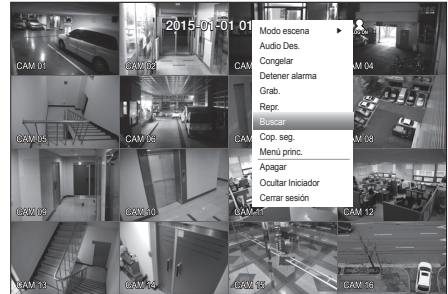 2015-01-01 01
LOG ON
Modo escena
Audio Des.
Congelar
Detener alarma
Grab.
Repr.
Buscar
Cop. seg.
Menú princ.
Apagar
Ocultar Iniciador
Cerrar sesión
CAM 01
CAM 02
CAM 04
CAM 05
CAM 06
CAM 08
CAM 09
CAM 10
CAM 11
CAM 12
CAM 13
CAM 14
CAM 15
CAM 16